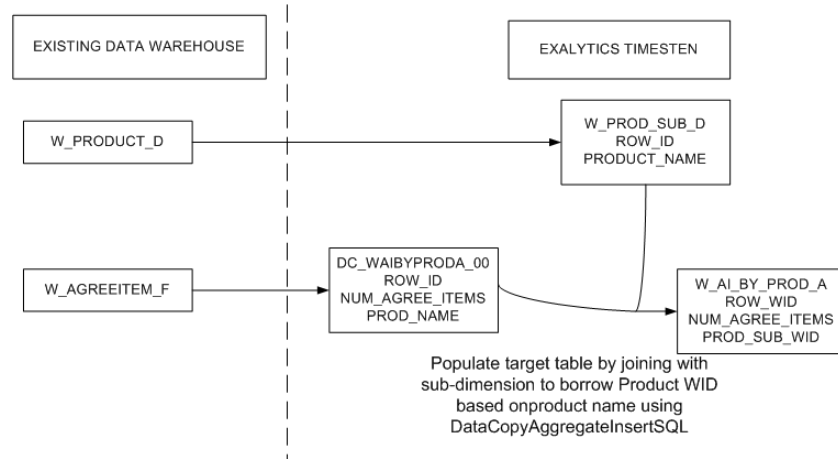 EXISTING DATA WAREHOUSE
EXALYTICS TIMESTEN
W_PRODUCT_D
W_PROD_SUB_D
ROW_ID
PRODUCT_NAME
W_AGREEITEM_F
DC_WAIBYPRODA_00
ROW_ID
NUM_AGREE_ITEMS
PROD_NAME
W_AI_BY_PROD_A
ROW_WID
NUM_AGREE_ITEMS
PROD_SUB_WID
Populate target table by joining with
sub-dimension to borrow Product WID
based onproduct name using
DataCopyAggregateInsertSQL